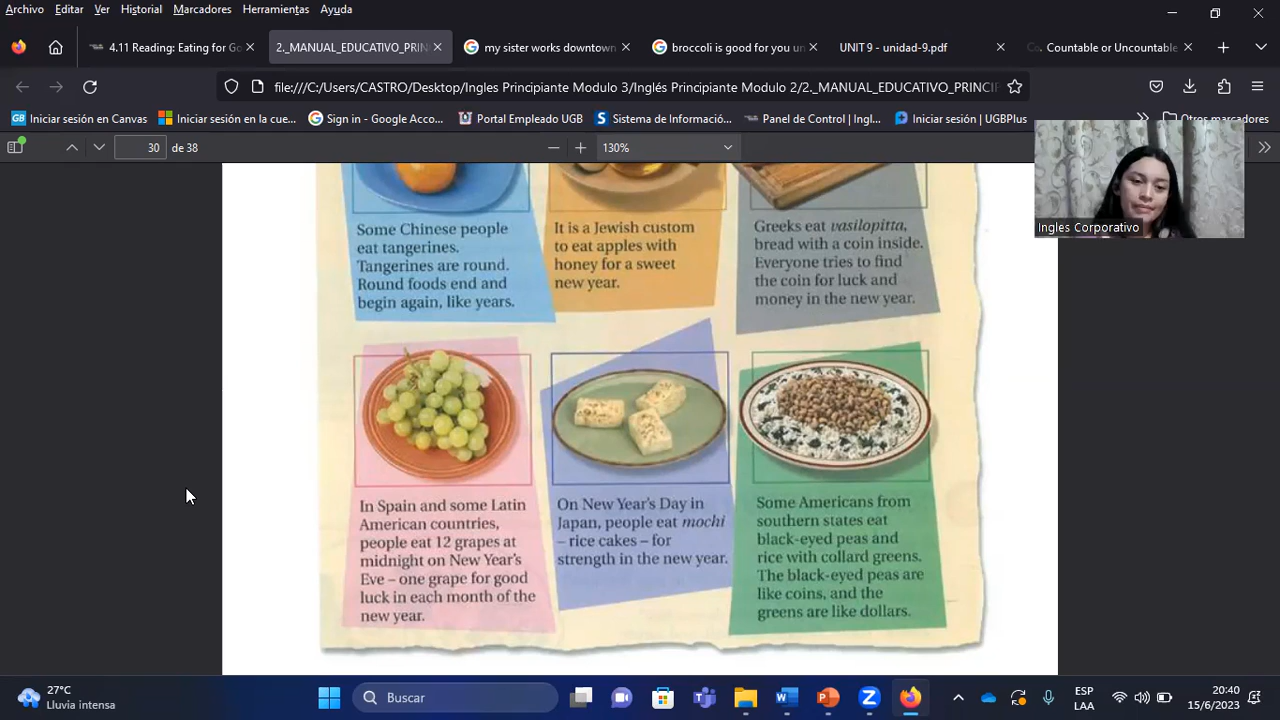 Archivo Editar Ver Historial Marcadores Herramientas Ayuda
4.11 Reading: Eating for Go
2._MANUAL_EDUCATIVO_PRIN
my sister works downtown
broccoli is good for you un
UNIT 9 - unidad-9.pdf
Countable or Uncountable
file:///C:/Users/CASTRO/Desktop/Ingles Principiante Modulo 3/Inglés Principiante Modulo 2/2._MANUAL_EDUCATIVO_PRINCIP
Iniciar sesión en Canvas
Iniciar sesión en la cue...
Sign in - Google Acco...
Portal Empleado UGB
Sistema de Informació...
Panel de Control | Ingl...
Iniciar sesión | UGBPlus
Otros marcadores
30 de 38
130%
Ingles Corporativo
Some Chinese people
eat tangerines.
Tangerines are round.
Round foods end and
begin again, like years.
It is a Jewish custom
to eat apples with
honey for a sweet
new year.
Greeks eat vasilopitta,
bread with a coin inside.
Everyone tries to find
the coin for luck and
money in the new year.
In Spain and some Latin
American countries,
people eat 12 grapes at
midnight on New Year's
Eve – one grape for good
luck in each month of the
new year.
On New Year's Day in
Japan, people eat mochi
– rice cakes – for
strength in the new year.
Some Americans from
southern states eat
black-eyed peas and
rice with collard greens.
The black-eyed peas are
like coins, and the
greens are like dollars.
27°C
Lluvia intensa
Buscar
ESP
LAA
20:40
15/6/2023